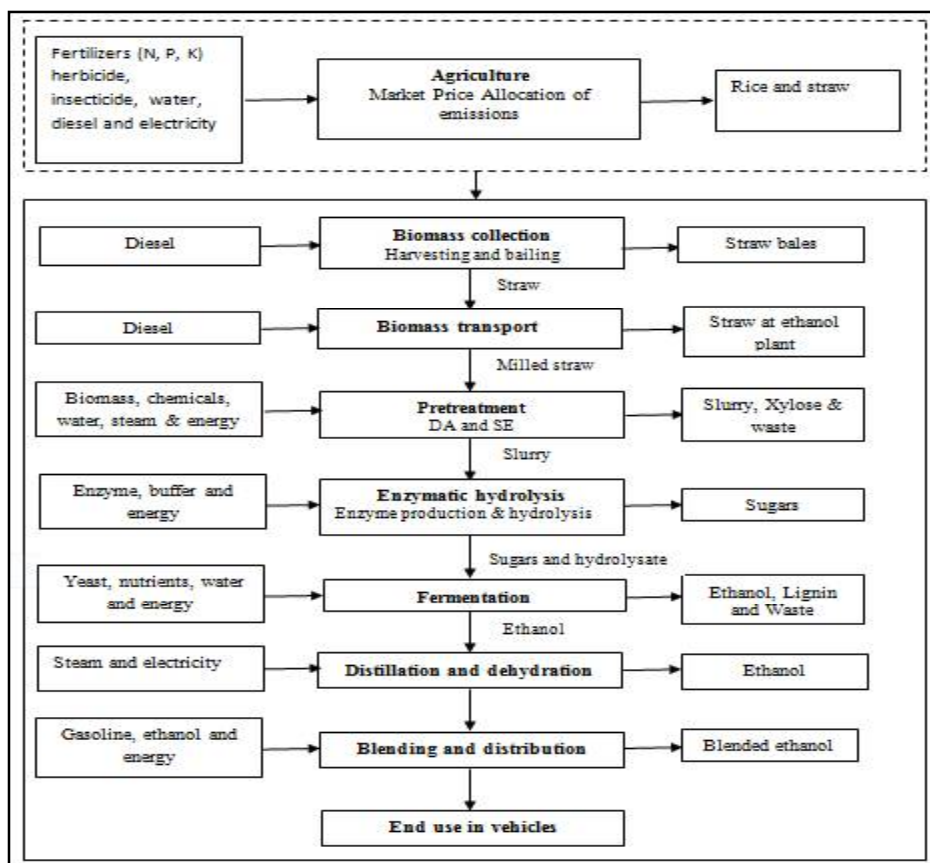 Fertilizers (N, P, K)
herbicide,
insecticide, water,
diesel and electricity
Agriculture
Market Price Allocation of
emissions
Rice and straw
Diesel
Biomass collection
Harvesting and bailing
Straw bales
Straw
Diesel
Biomass transport
Straw at ethanol
plant
Milled straw
Biomass, chemicals,
water, steam & energy
Pretreatment
DA and SE
Slurry, Xylose &
waste
Slurry
Enzyme, buffer and
energy
Enzymatic hydrolysis
Enzyme production & hydrolysis
Sugars
Sugars and hydrolysate
Yeast, nutrients, water
and energy
Fermentation
Ethanol, Lignin
and Waste
Ethanol
Steam and electricity
Distillation and dehydration
Ethanol
Gasoline, ethanol and
energy
Blending and distribution
Blended ethanol
End use in vehicles